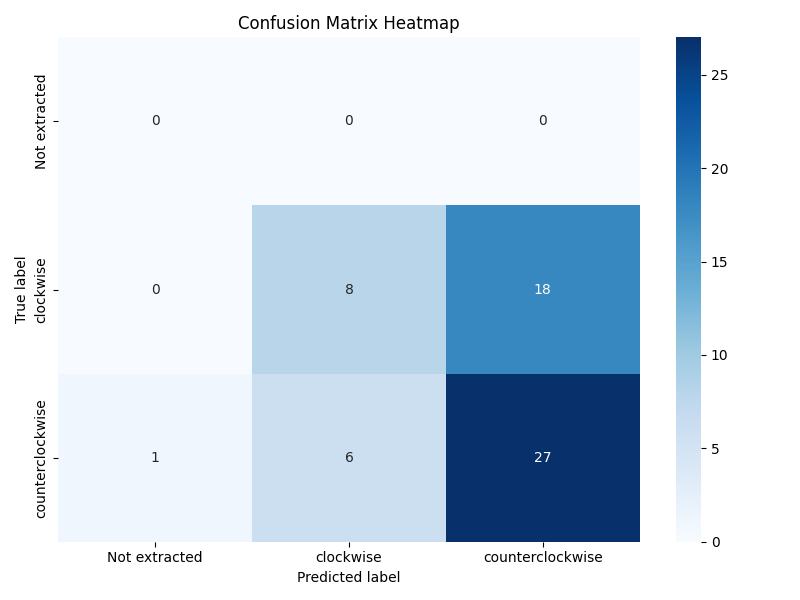 Confusion Matrix Heatmap
True label
Not extracted
clockwise
counterclockwise
0 0 0
0 8 18
1 6 27
Not extracted clockwise counterclockwise
Predicted label
25
20
15
10
5
0